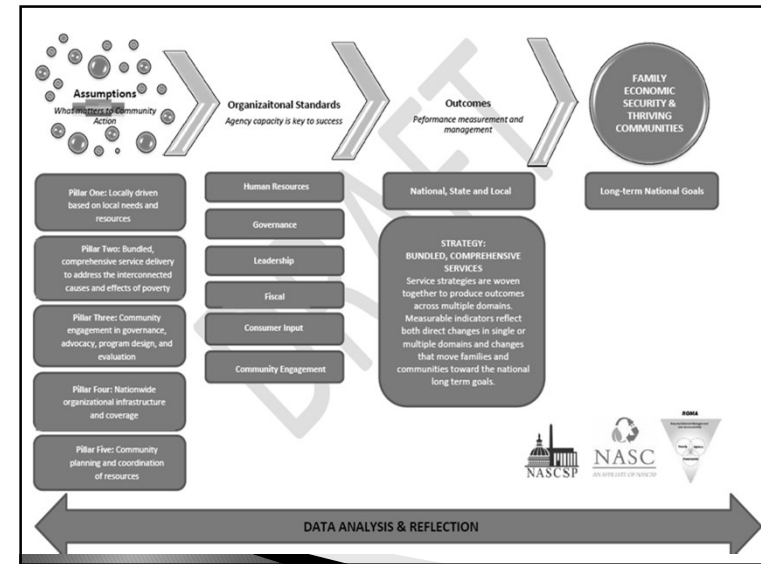 Assumptions
What matters to Community
Action
Organizaitonal Standards
Agency capacity is key to success
Outcomes
Peformance measurement and
management
FAMILY
ECONOMIC
SECURITY &
THRIVING
COMMUNITIES
Pillar One: Locally driven
based on local needs and
resources
Pillar Two: Bundled,
comprehensive service delivery
to address the interconnected
causes and effects of poverty
Pillar Three: Community
engagement in governance,
advocacy, program design, and
evaluation
Pillar Four: Nationwide
organizational infrastructure
and coverage
Pillar Five: Community
planning and coordination
of resources
Human Resources
Governance
Leadership
Fiscal
Consumer Input
Community Engagement
National, State and Local
STRATEGY:
BUNDLED, COMPREHENSIVE
SERVICES
Service strategies are woven
together to produce outcomes
across multiple domains.
Measurable indicators reflect
both direct changes in single or
multiple domains and changes
that move families and
communities toward the national
long term goals.
Long-term National Goals
DRAFT
NASCSP
NASC
AN AFFILIATE OF NASCSP
ROMA
DATA ANALYSIS & REFLECTION